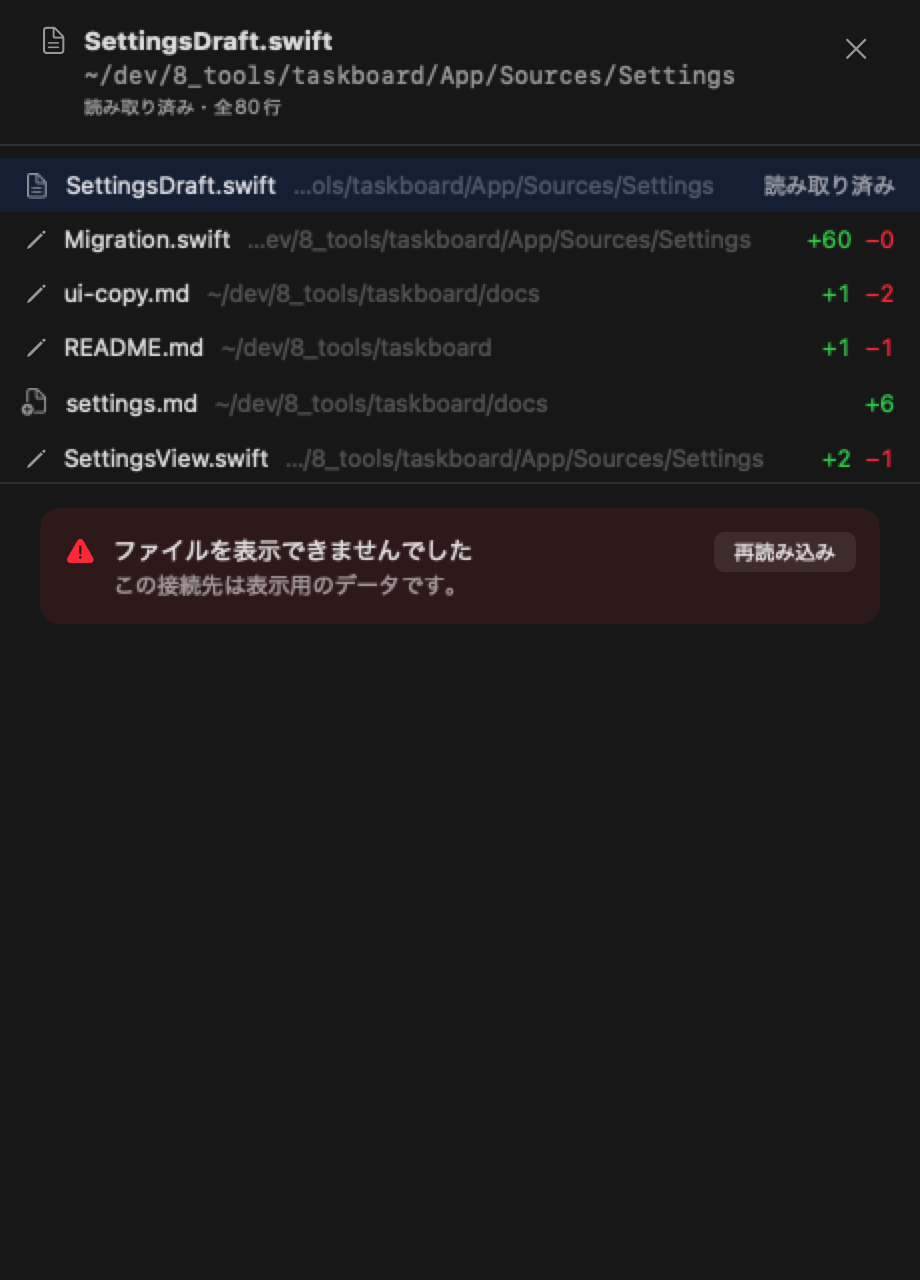 SettingsDraft.swift
~/dev/8_tools/taskboard/App/Sources/Settings
読み取り済み・全80行
SettingsDraft.swift ...ols/taskboard/App/Sources/Settings 読み取り済み
Migration.swift ...ev/8_tools/taskboard/App/Sources/Settings +60 −0
ui-copy.md ~/dev/8_tools/taskboard/docs +1 −2
README.md ~/dev/8_tools/taskboard +1 −1
settings.md ~/dev/8_tools/taskboard/docs +6
SettingsView.swift .../8_tools/taskboard/App/Sources/Settings +2 −1
ファイルを表示できませんでした 再読み込み
この接続先は表示用のデータです。